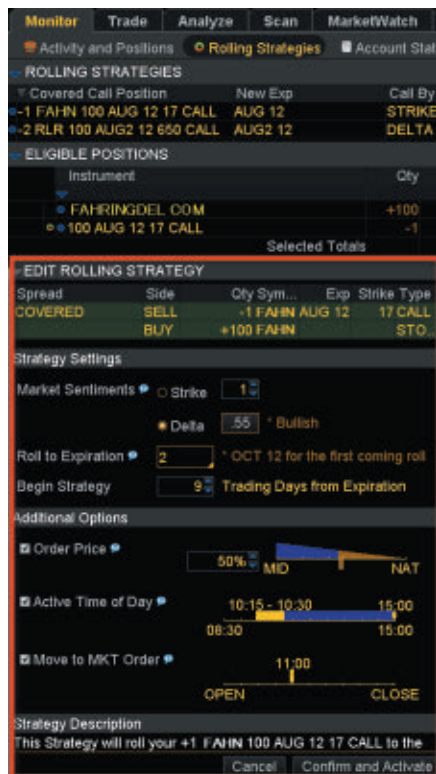 Monitor Trade Analyze Scan MarketWatch
Activity and Positions Rolling Strategies Account Stat
ROLLING STRATEGIES
Covered Call Position New Exp Call By
-1 FAHN 100 AUG 12 17 CALL AUG 12 STRIKE
-2 RLR 100 AUG2 12 650 CALL AUG2 12 DELTA
ELIGIBLE POSITIONS
Instrument Qty
FAHRINGDEL COM +100
100 AUG 12 17 CALL -1
Selected Totals
EDIT ROLLING STRATEGY
Spread Side Qty Sym... Exp Strike Type
COVERED SELL -1 FAHN AUG 12 17 CALL
BUY +100 FAHN STO...
Strategy Settings
Market Sentiments Strike 1
Delta .55 * Bullish
Roll to Expiration 2 * OCT 12 for the first coming roll
Begin Strategy 9 Trading Days from Expiration
Additional Options
Order Price 50% MID NAT
Active Time of Day 10:15 - 10:30 15:00
08:30 15:00
Move to MKT Order 11:00
OPEN CLOSE
Strategy Description
This Strategy will roll your +1 FAHN 100 AUG 12 17 CALL to the
Cancel Confirm and Activate